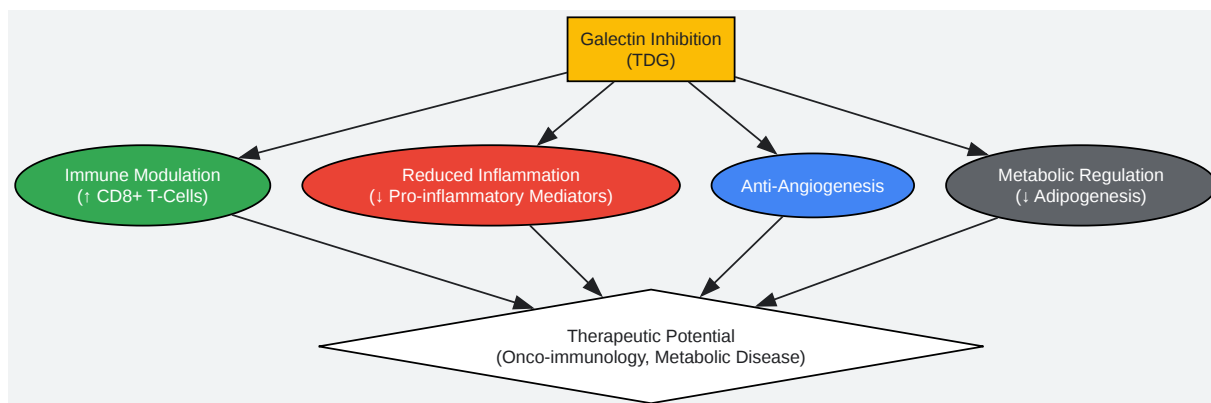 Galectin Inhibition
(TDG)
Immune Modulation
(↑ CD8+ T-Cells)
Reduced Inflammation
(↓ Pro-inflammatory Mediators)
Anti-Angiogenesis
Metabolic Regulation
(↓ Adipogenesis)
Therapeutic Potential
(Onco-immunology, Metabolic Disease)